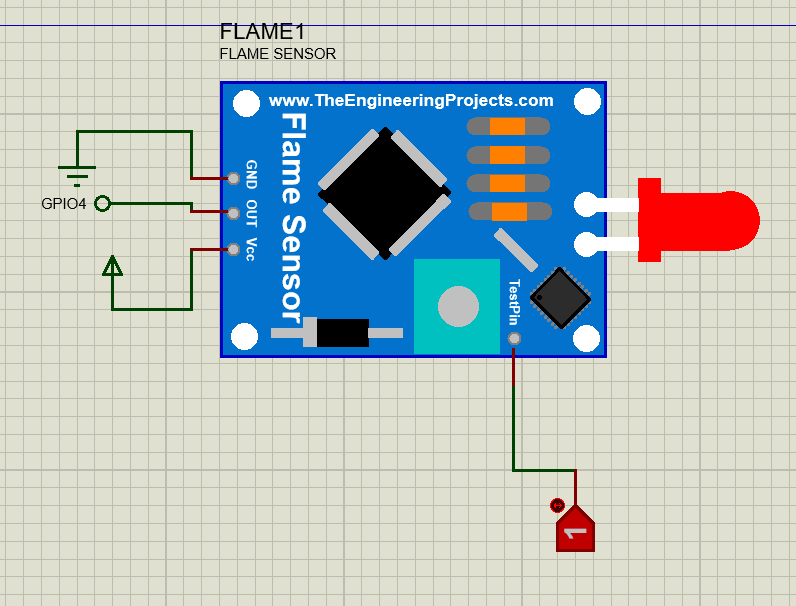 FLAME1
FLAME SENSOR
www.TheEngineeringProjects.com
Flame Sensor
GND
OUT
Vcc
GPIO4
TestPin
1